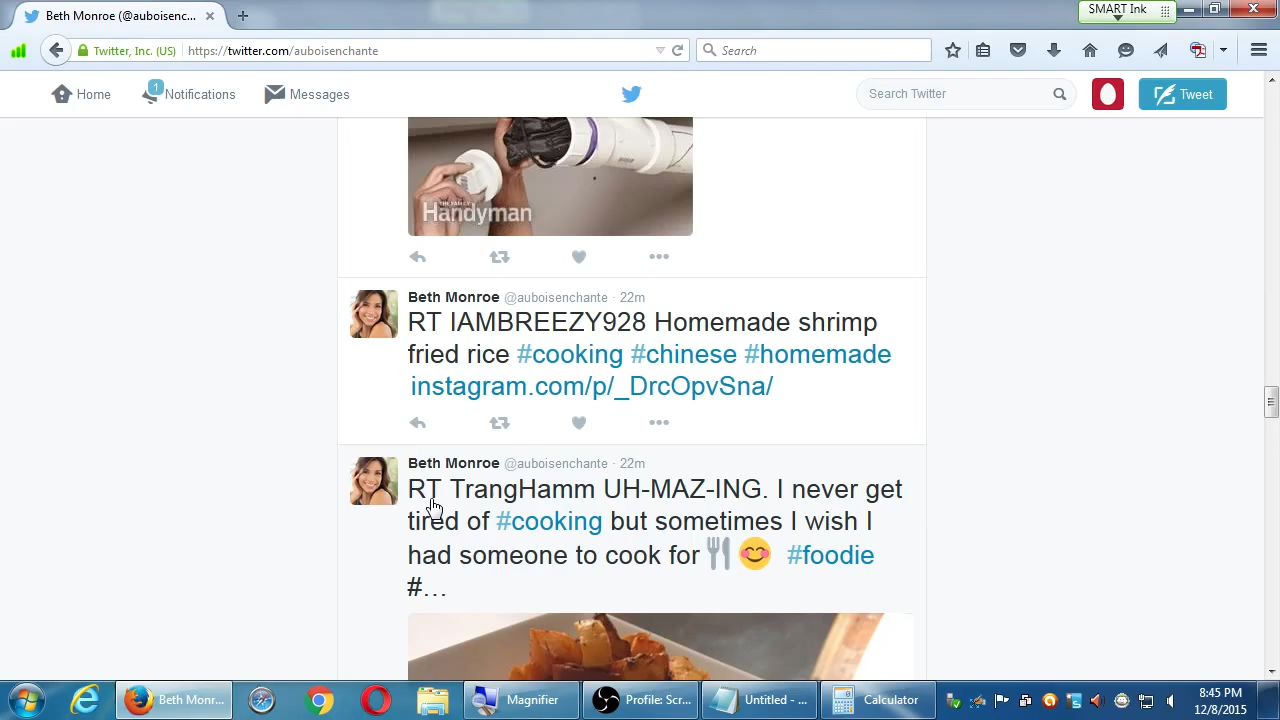 Beth Monroe (@auboisenc...
SMART Ink
Twitter, Inc. (US)
https://twitter.com/auboisenchante
Search
Home
1
Notifications
Messages
Search Twitter
Tweet
THE FAMILY
Handyman
Beth Monroe @auboisenchante · 22m
RT IAMBREEZY928 Homemade shrimp
fried rice #cooking #chinese #homemade
instagram.com/p/_DrcOpvSna/
Beth Monroe @auboisenchante · 22m
RT TrangHamm UH-MAZ-ING. I never get
tired of #cooking but sometimes I wish I
had someone to cook for🍴😊 #foodie
#…
Beth Monr...
Magnifier
Profile: Scr...
Untitled - ...
Calculator
8:45 PM
12/8/2015